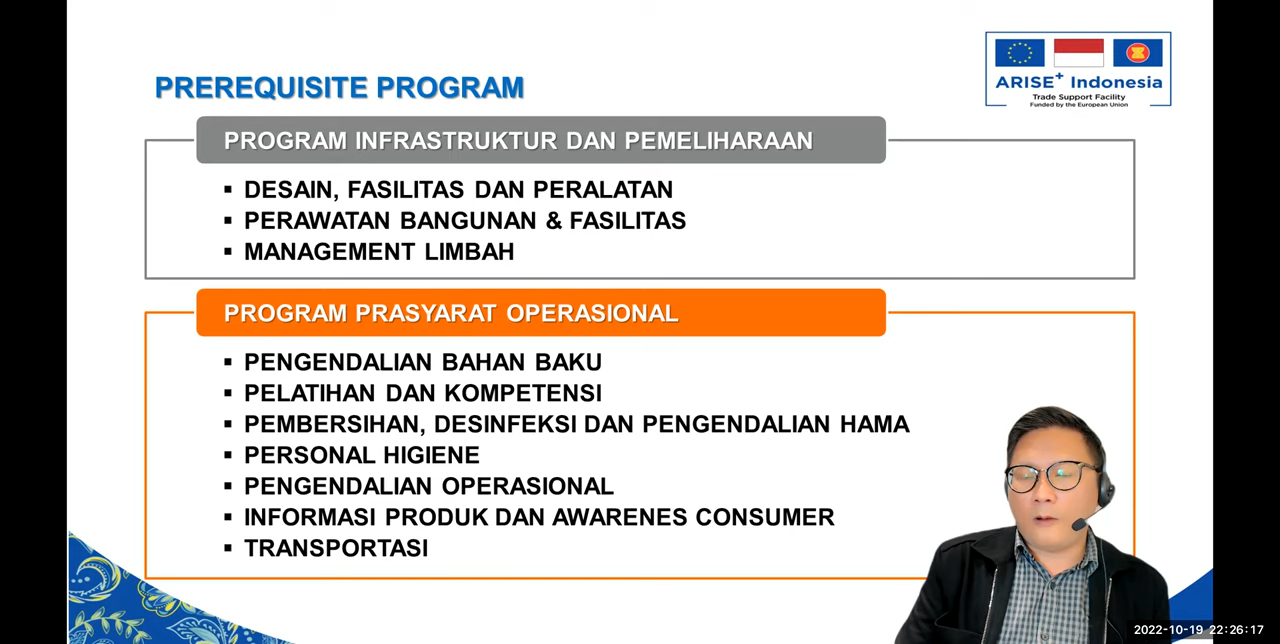 PREREQUISITE PROGRAM
ARISE+ Indonesia
Trade Support Facility
Funded by the European Union
PROGRAM INFRASTRUKTUR DAN PEMELIHARAAN
▪ DESAIN, FASILITAS DAN PERALATAN
▪ PERAWATAN BANGUNAN & FASILITAS
▪ MANAGEMENT LIMBAH
PROGRAM PRASYARAT OPERASIONAL
▪ PENGENDALIAN BAHAN BAKU
▪ PELATIHAN DAN KOMPETENSI
▪ PEMBERSIHAN, DESINFEKSI DAN PENGENDALIAN HAMA
▪ PERSONAL HIGIENE
▪ PENGENDALIAN OPERASIONAL
▪ INFORMASI PRODUK DAN AWARENES CONSUMER
▪ TRANSPORTASI
2022-10-19 22:26:17